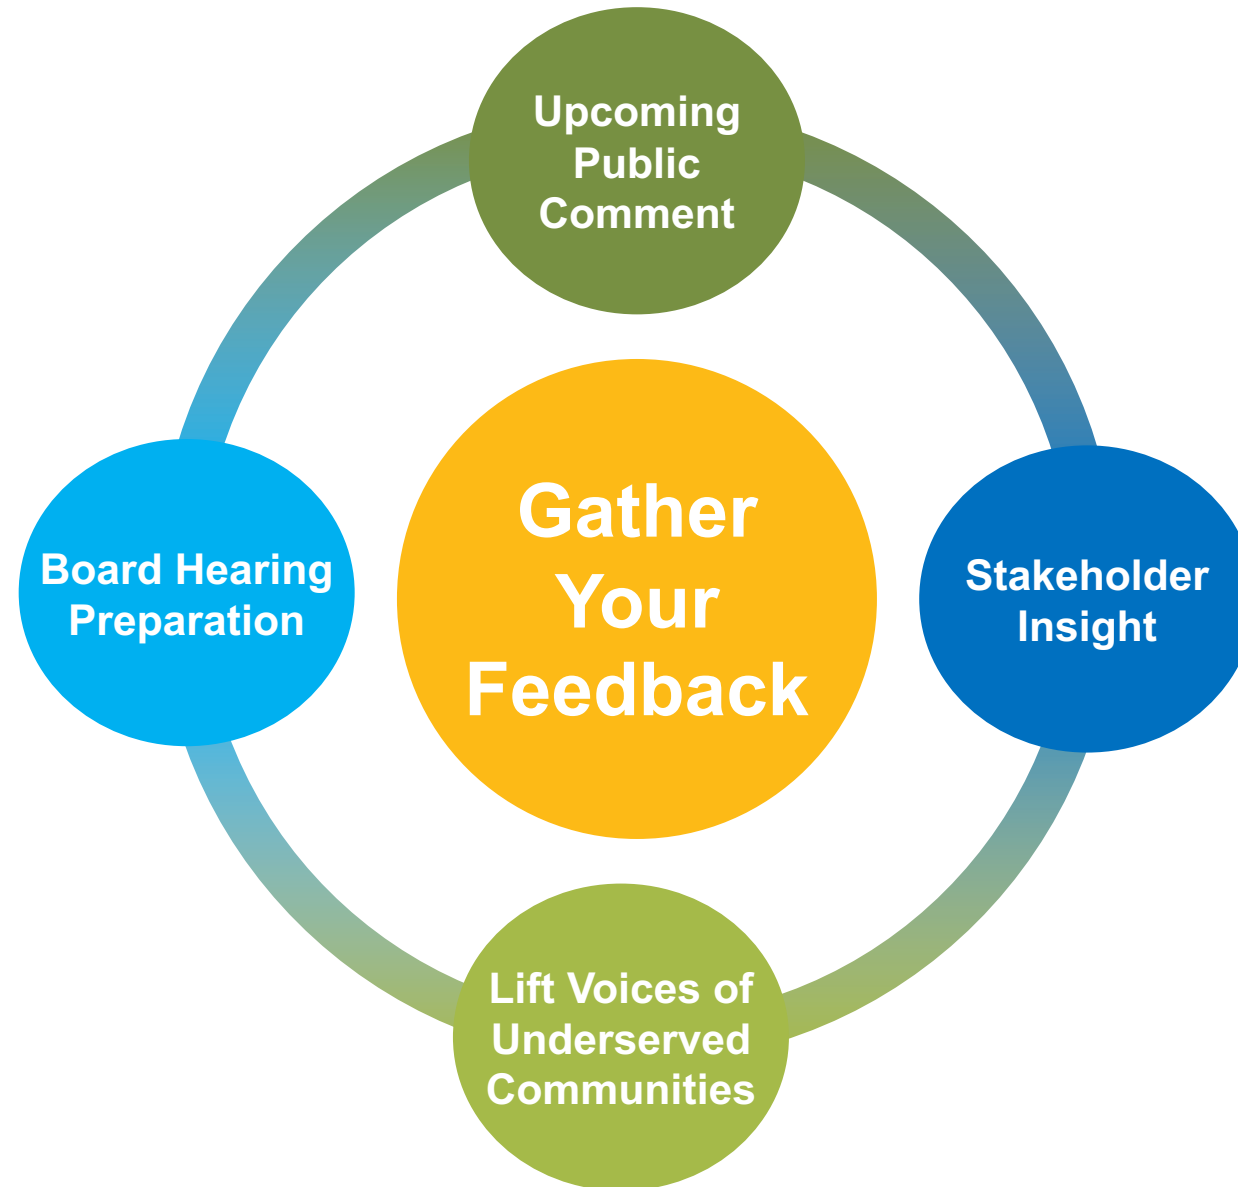 Upcoming
Public
Comment
Gather
Your
Feedback
Board Hearing
Preparation
Stakeholder
Insight
Lift Voices of
Underserved
Communities